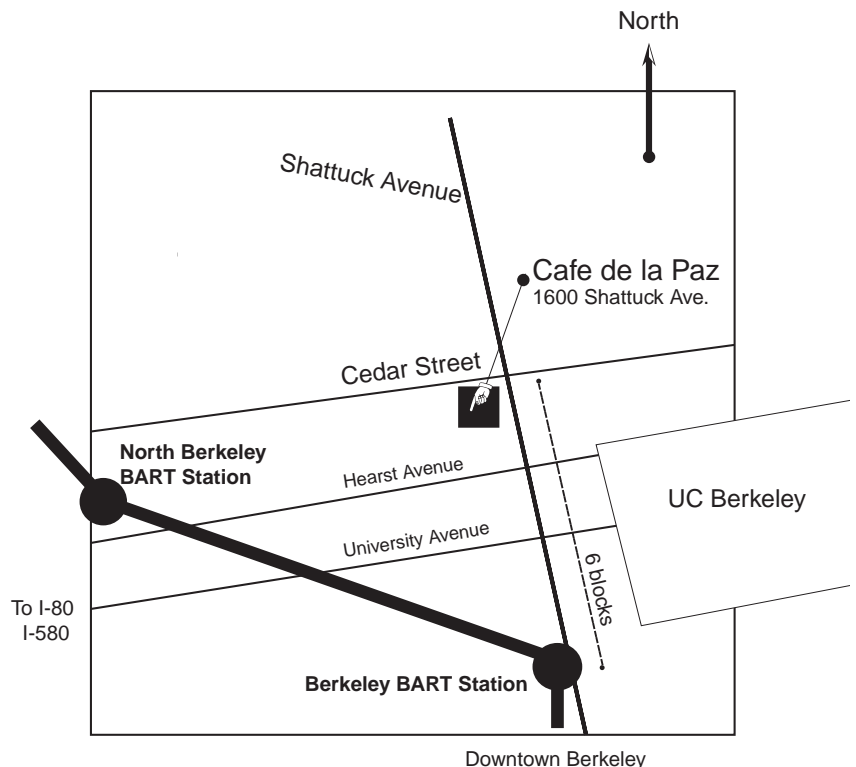 North
Shattuck Avenue
Cafe de la Paz
1600 Shattuck Ave.
Cedar Street
North Berkeley
BART Station
Hearst Avenue
UC Berkeley
University Avenue
6 blocks
To I-80
I-580
Berkeley BART Station
Downtown Berkeley